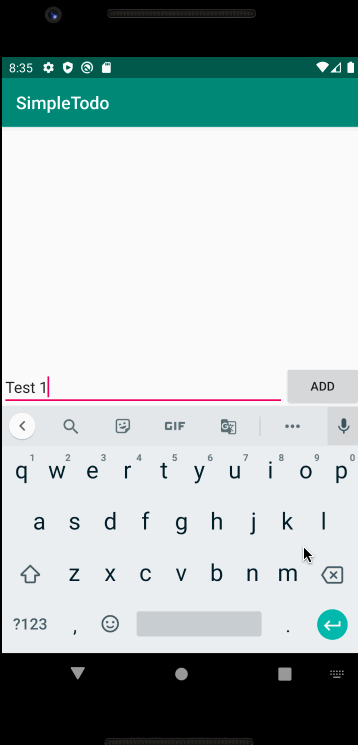 8:35
SimpleTodo
Test 1
ADD
GIF
1 2 3 4 5 6 7 8 9 0
q w e r t y u i o p
a s d f g h j k l
z x c v b n m
?123 , .